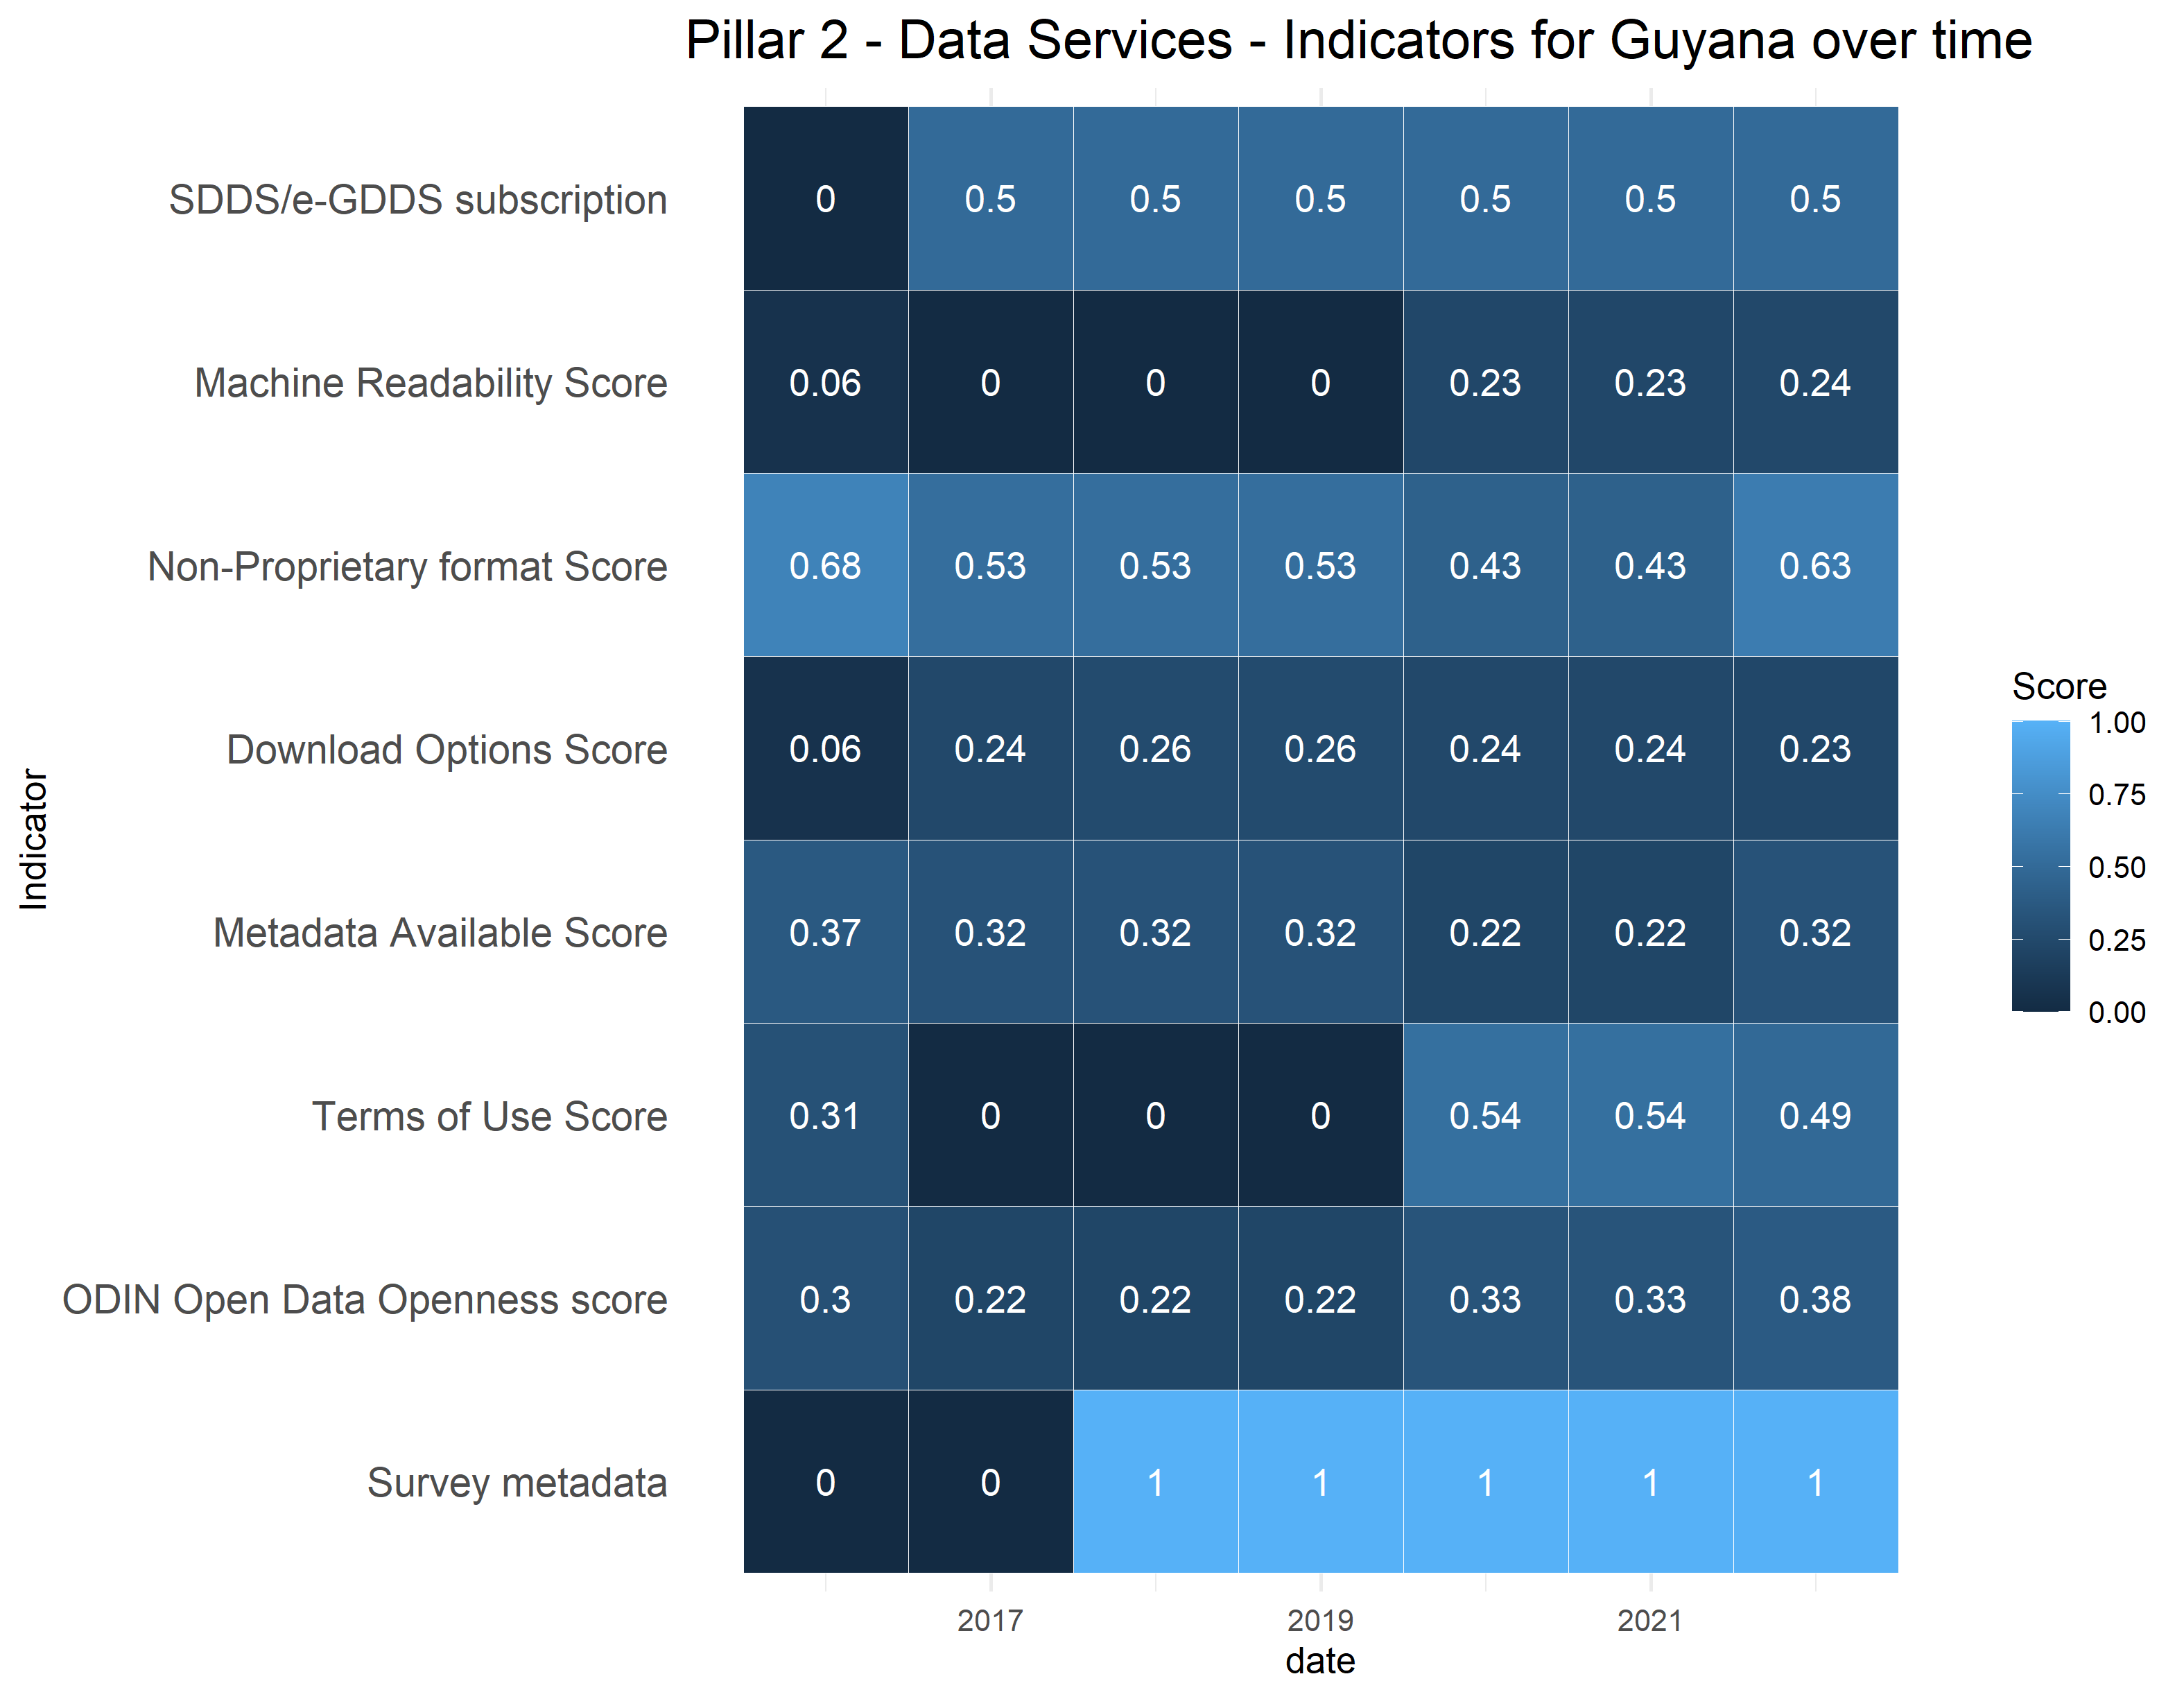 Pillar 2 - Data Services - Indicators for Guyana over time
SDDS/e-GDDS subscription 0 0.5 0.5 0.5 0.5 0.5 0.5
Machine Readability Score 0.06 0 0 0 0.23 0.23 0.24
Non-Proprietary format Score 0.68 0.53 0.53 0.53 0.43 0.43 0.63
Download Options Score 0.06 0.24 0.26 0.26 0.24 0.24 0.23
Metadata Available Score 0.37 0.32 0.32 0.32 0.22 0.22 0.32
Terms of Use Score 0.31 0 0 0 0.54 0.54 0.49
ODIN Open Data Openness score 0.3 0.22 0.22 0.22 0.33 0.33 0.38
Survey metadata 0 0 1 1 1 1 1
2017 2019 2021
date
Indicator
Score
1.00
0.75
0.50
0.25
0.00